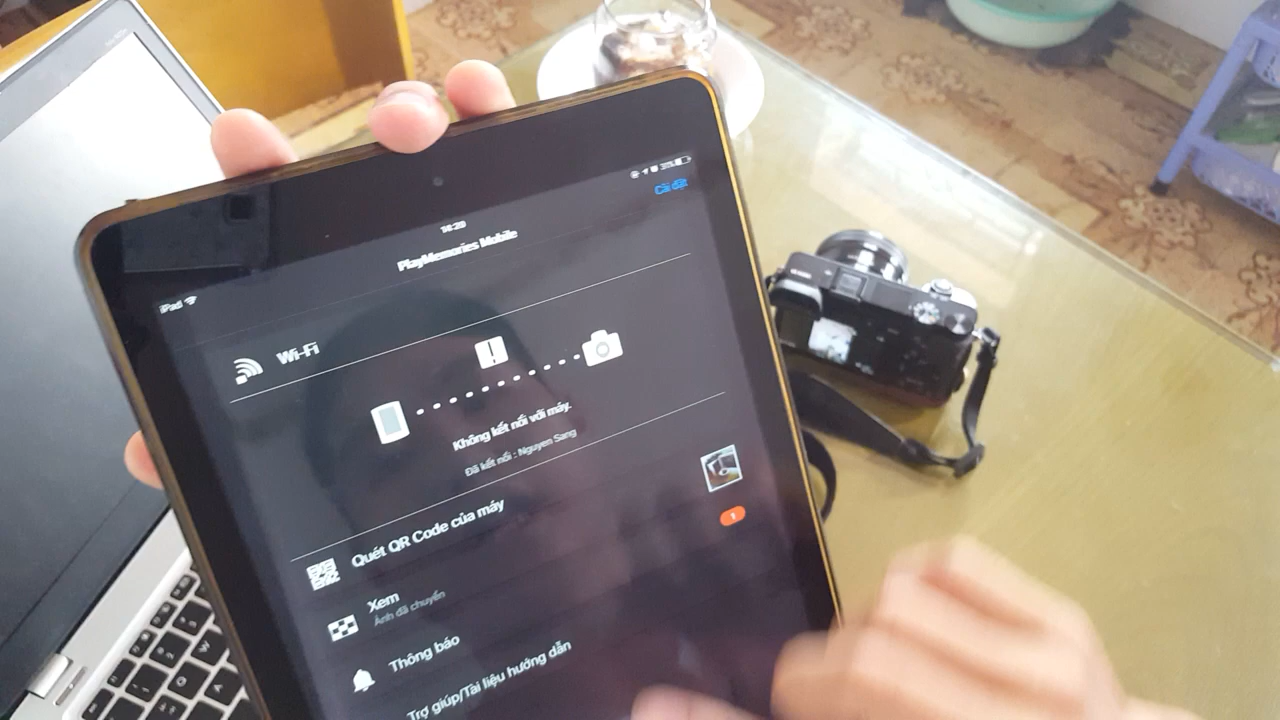 iPad
14:20
Cài đặt
PlayMemories Mobile
Wi-Fi
Không kết nối với máy.
Đã kết nối : Nguyen Sang
Quét QR Code của máy
Xem
Ảnh đã chuyển
Thông báo
1
Trợ giúp/Tài liệu hướng dẫn